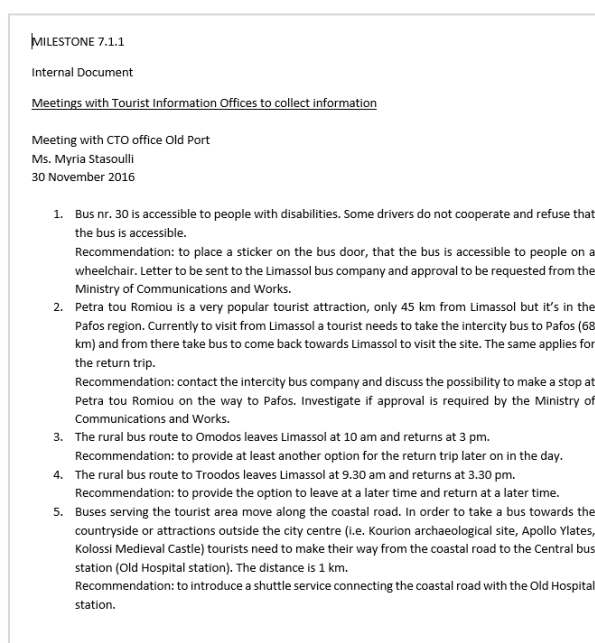 MILESTONE 7.1.1
Internal Document
Meetings with Tourist Information Offices to collect information
Meeting with CTO office Old Port
Ms. Myria Stasoulli
30 November 2016
1. Bus nr. 30 is accessible to people with disabilities. Some drivers do not cooperate and refuse that
the bus is accessible.
Recommendation: to place a sticker on the bus door, that the bus is accessible to people on a
wheelchair. Letter to be sent to the Limassol bus company and approval to be requested from the
Ministry of Communications and Works.
2. Petra tou Romiou is a very popular tourist attraction, only 45 km from Limassol but it's in the
Pafos region. Currently to visit from Limassol a tourist needs to take the intercity bus to Pafos (68
km) and from there take bus to come back towards Limassol to visit the site. The same applies for
the return trip.
Recommendation: contact the intercity bus company and discuss the possibility to make a stop at
Petra tou Romiou on the way to Pafos. Investigate if approval is required by the Ministry of
Communications and Works.
3. The rural bus route to Omodos leaves Limassol at 10 am and returns at 3 pm.
Recommendation: to provide at least another option for the return trip later on in the day.
4. The rural bus route to Troodos leaves Limassol at 9.30 am and returns at 3.30 pm.
Recommendation: to provide the option to leave at a later time and return at a later time.
5. Buses serving the tourist area move along the coastal road. In order to take a bus towards the
countryside or attractions outside the city centre (i.e. Kourion archaeological site, Apollo Ylates,
Kolossi Medieval Castle) tourists need to make their way from the coastal road to the Central bus
station (Old Hospital station). The distance is 1 km.
Recommendation: to introduce a shuttle service connecting the coastal road with the Old Hospital
station.